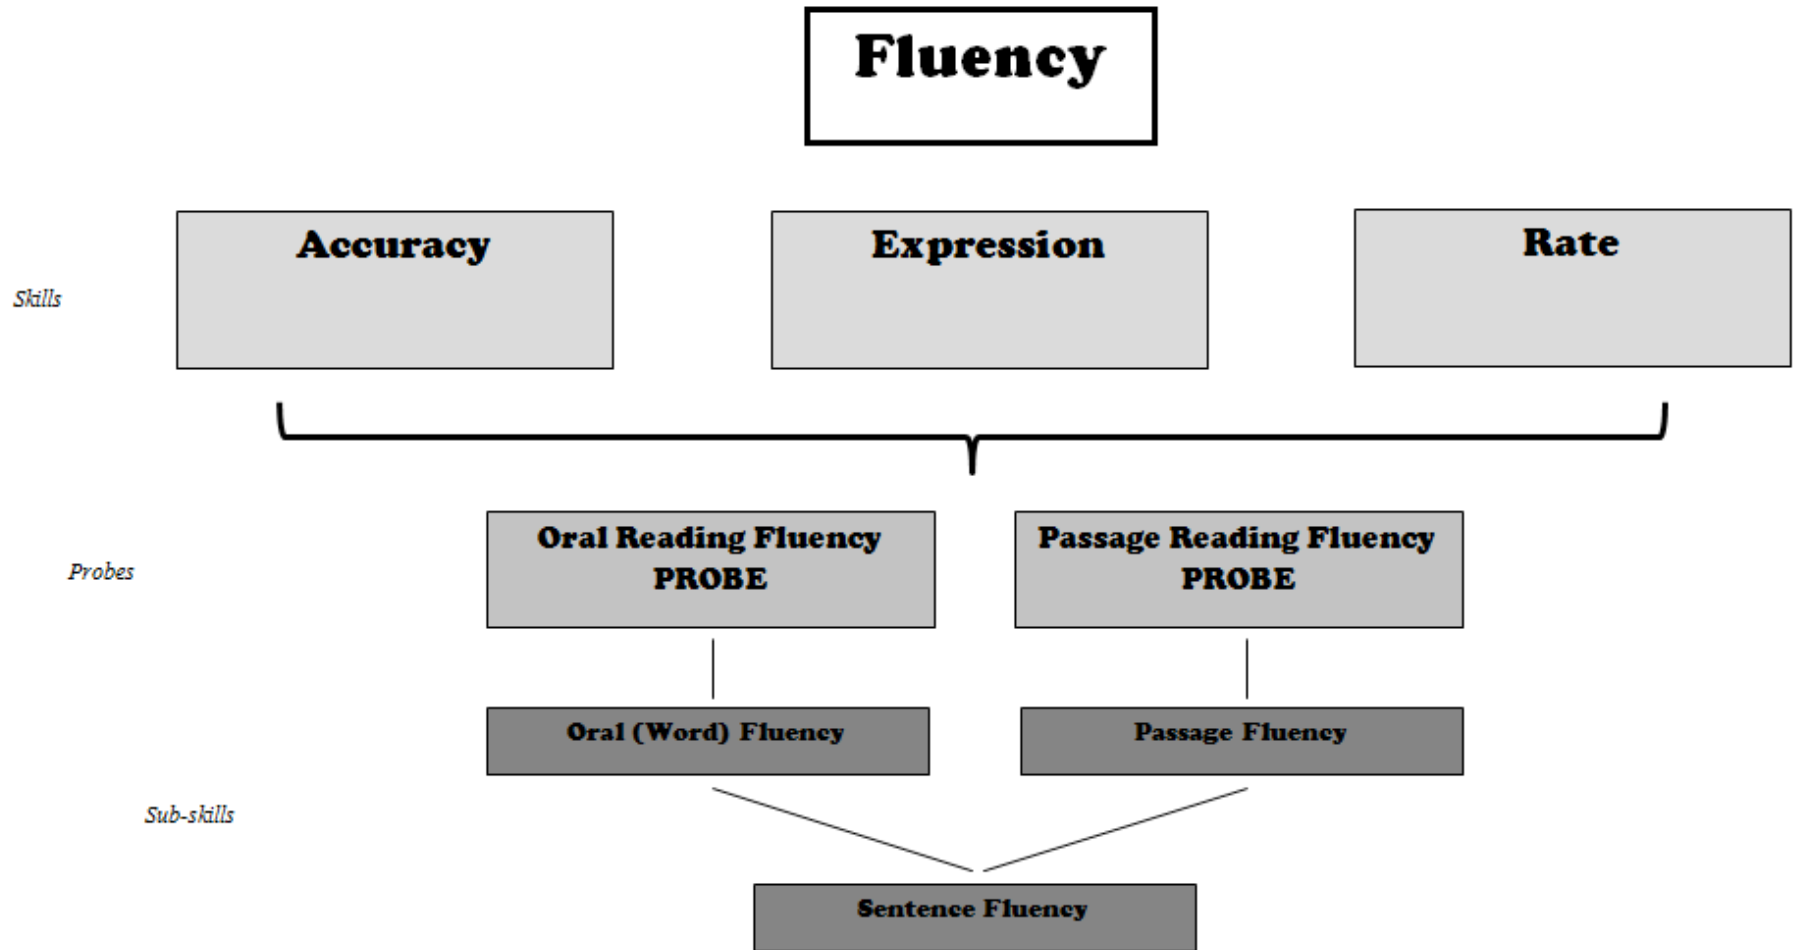 Fluency
Accuracy
Expression
Rate
Skills
Oral Reading Fluency
PROBE
Passage Reading Fluency
PROBE
Probes
Oral (Word) Fluency
Passage Fluency
Sub-skills
Sentence Fluency